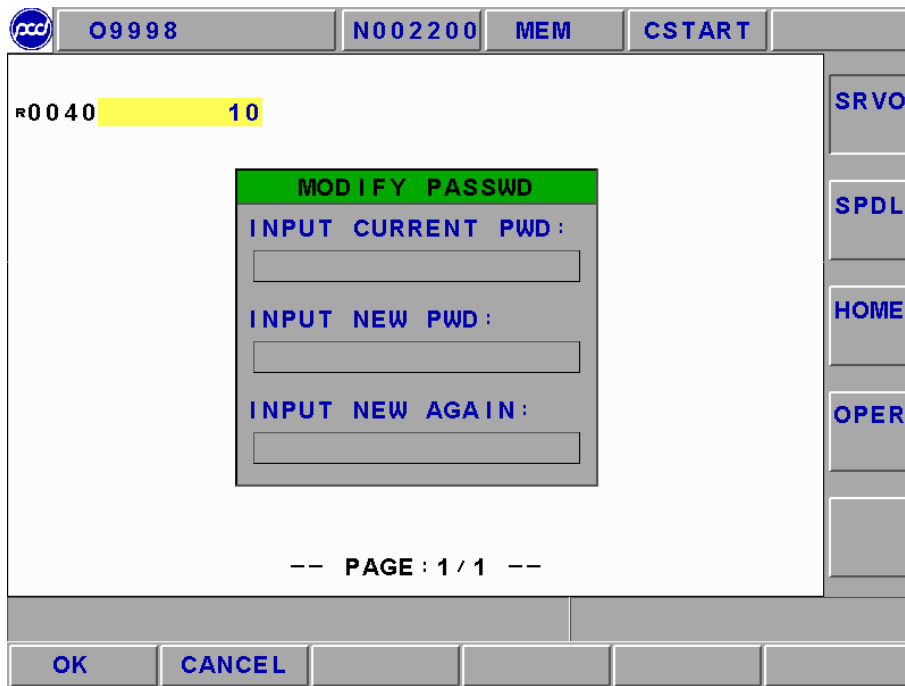 pcd O9998 N002200 MEM CSTART
R0040 10
MODIFY PASSWD
INPUT CURRENT PWD:
INPUT NEW PWD:
INPUT NEW AGAIN:
-- PAGE:1/1 --
SRVO
SPDL
HOME
OPER
OK CANCEL